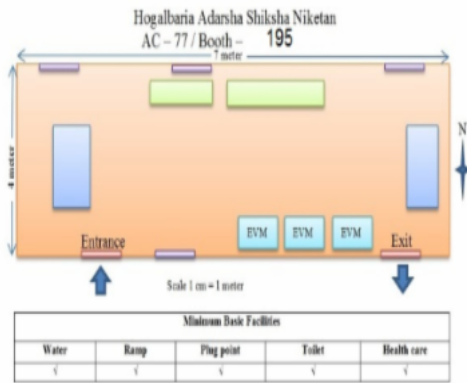 Hogalbaria Adarsha Shiksha Niketan
AC – 77 / Booth – 195
7 meter
4 meter
N
EVM EVM EVM
Entrance Exit
Scale 1 cm = 1 meter
Minimum Basic Facilities
Water Ramp Plug point Toilet Health care
√ √ √ √ √